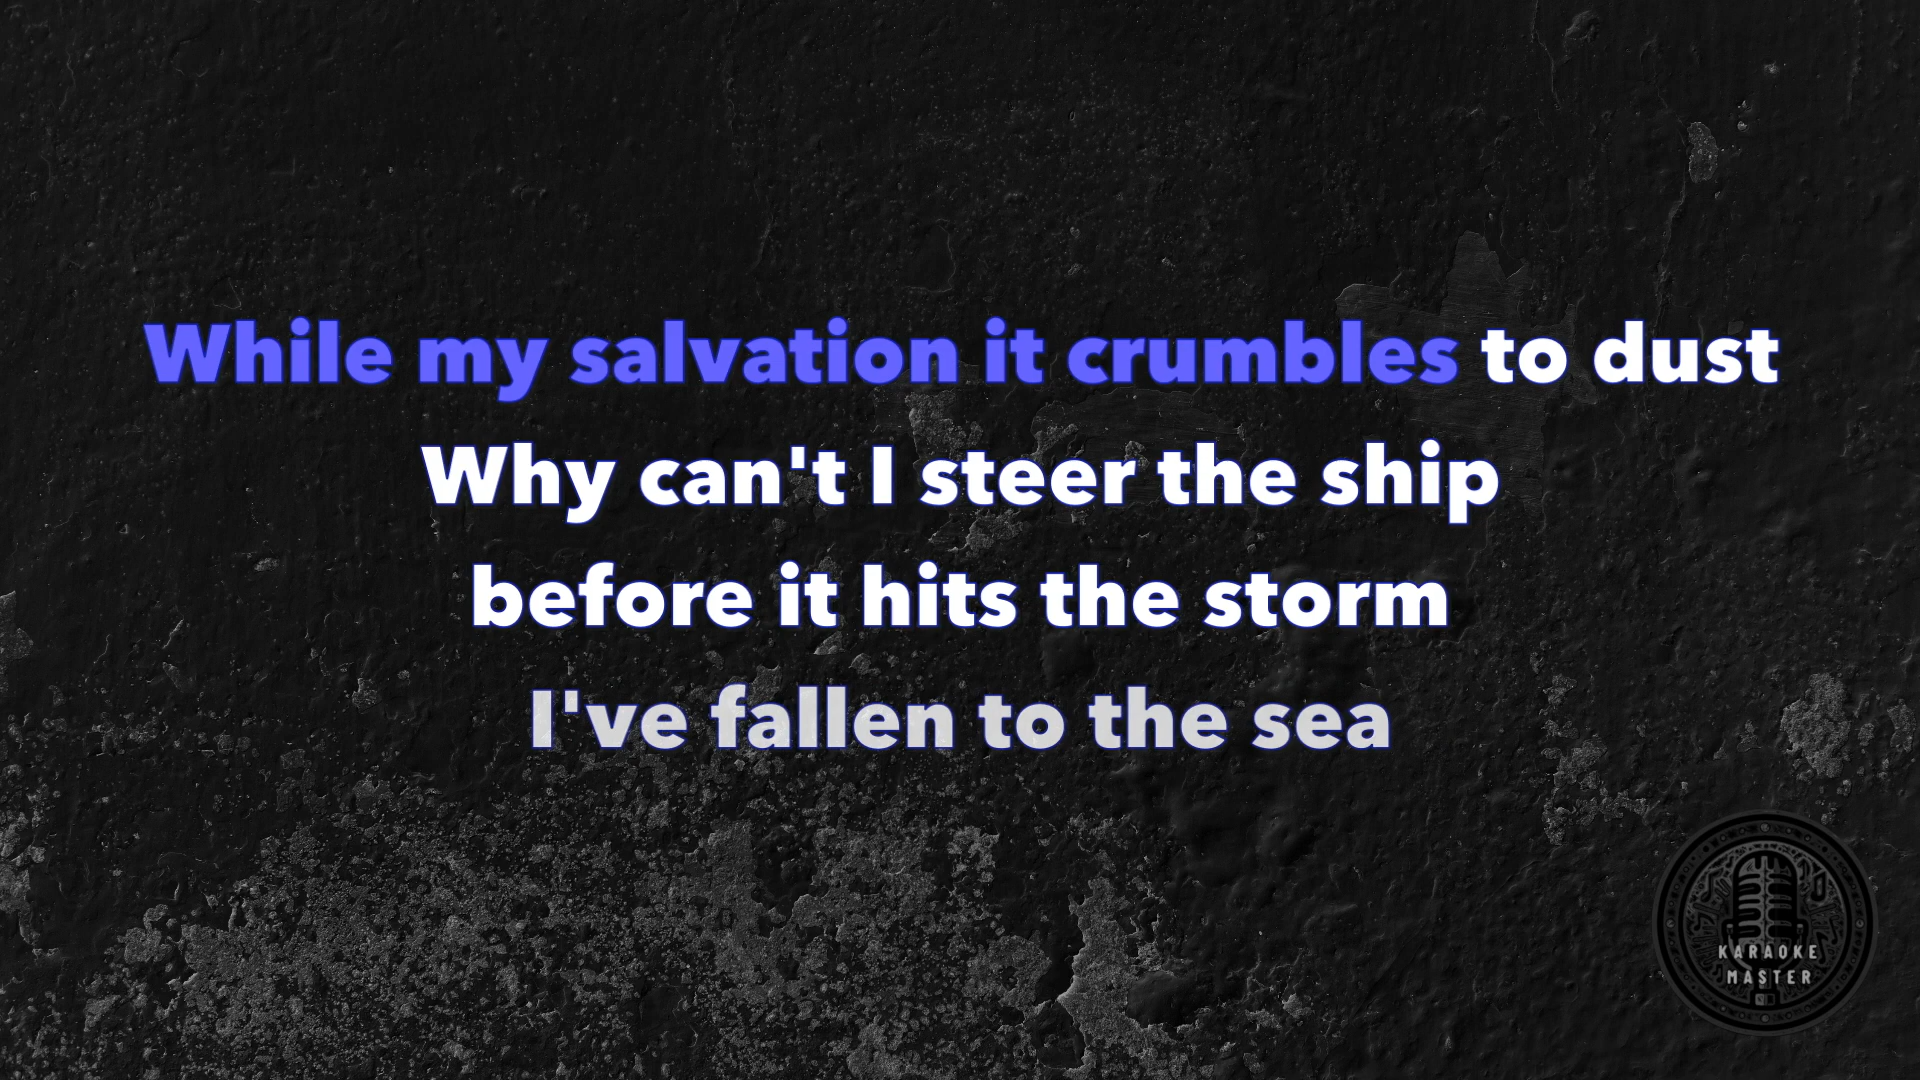 While my salvation it crumbles to dust
Why can't I steer the ship
before it hits the storm
I've fallen to the sea
KARAOKE
MASTER